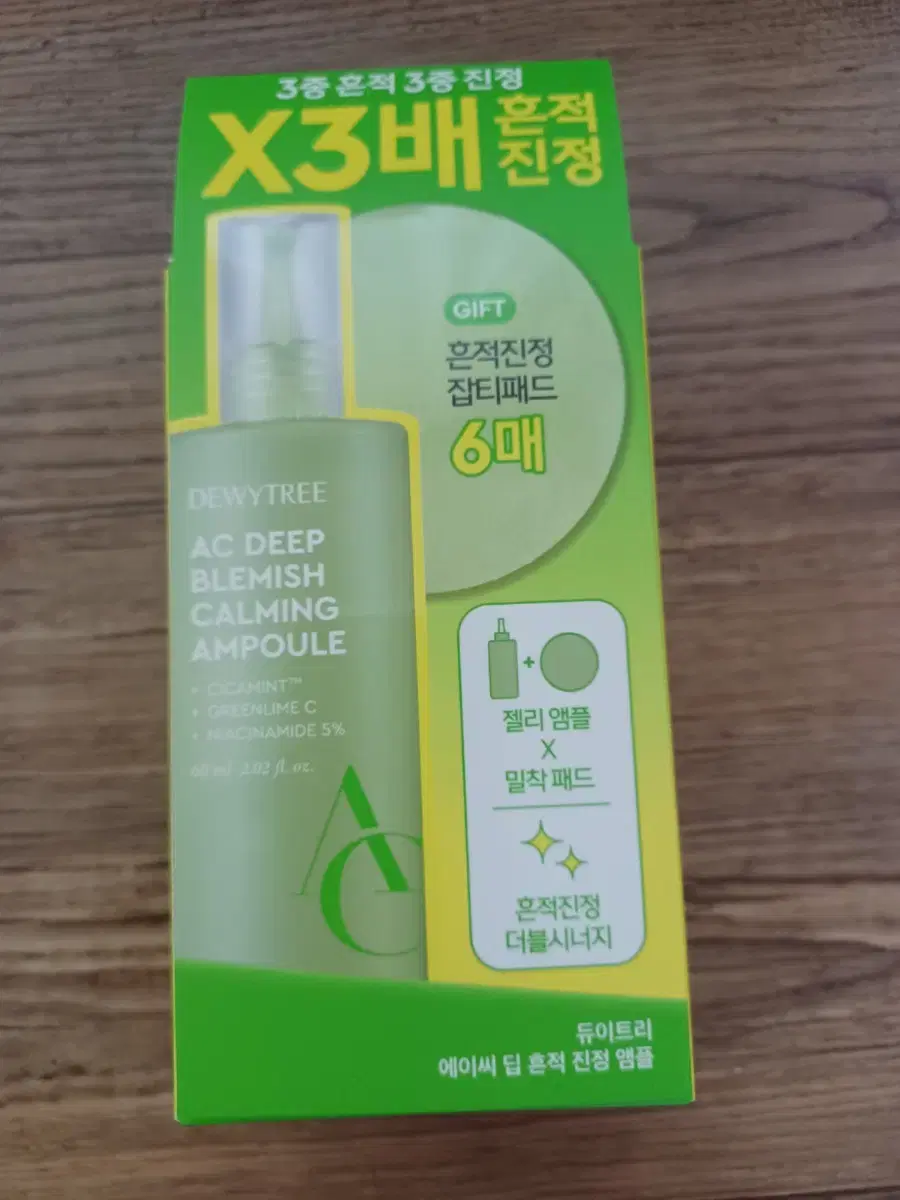 3중 흔적 3중 진정
X3배 흔적
진정
GIFT
흔적진정
잡티패드
6매
DEWYTREE
AC DEEP
BLEMISH
CALMING
AMPOULE
• CICAMINT™
• GREENLIME C
• NIACINAMIDE 5%
60 ml 2.02 fl. oz.
AC
+
젤리 앰플
X
밀착 패드
흔적진정
더블시너지
듀이트리
에이씨 딥 흔적 진정 앰플